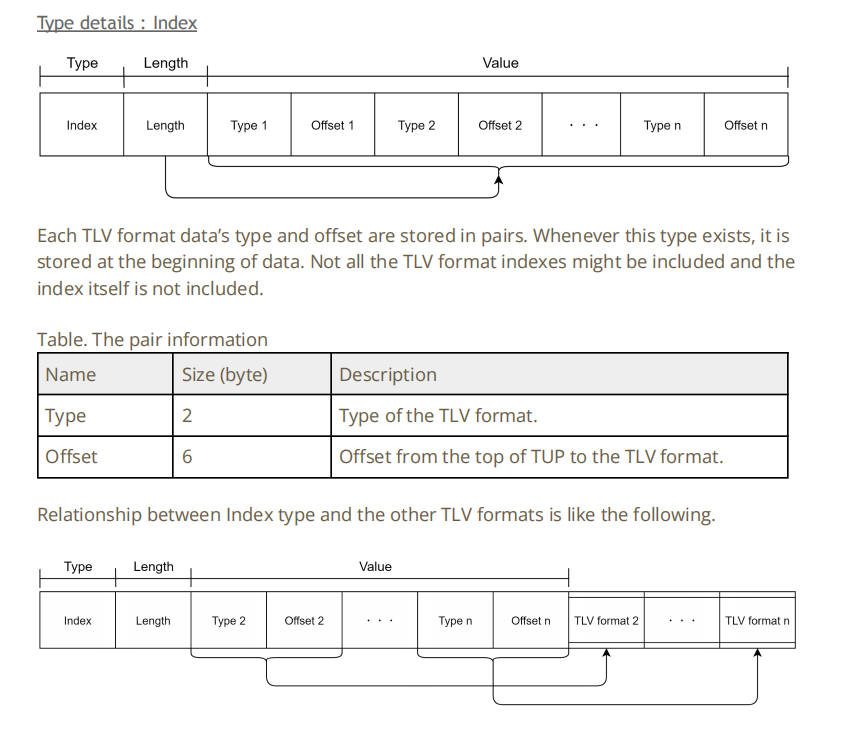 Type details : Index
Type Length Value
Index Length Type 1 Offset 1 Type 2 Offset 2 · · · Type n Offset n
Each TLV format data’s type and offset are stored in pairs. Whenever this type exists, it is
stored at the beginning of data. Not all the TLV format indexes might be included and the
index itself is not included.
Table. The pair information
Name Size (byte) Description
Type 2 Type of the TLV format.
Offset 6 Offset from the top of TUP to the TLV format.
Relationship between Index type and the other TLV formats is like the following.
Type Length Value
Index Length Type 2 Offset 2 · · · Type n Offset n TLV format 2 · · · TLV format n